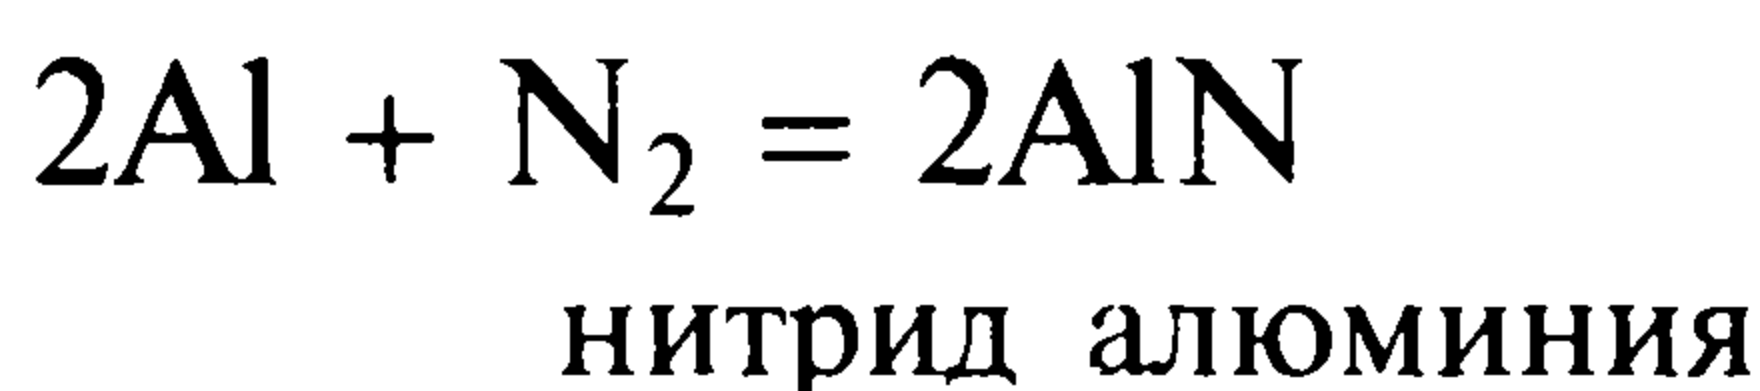 2Al + N₂ = 2AlN
нитрид алюминия